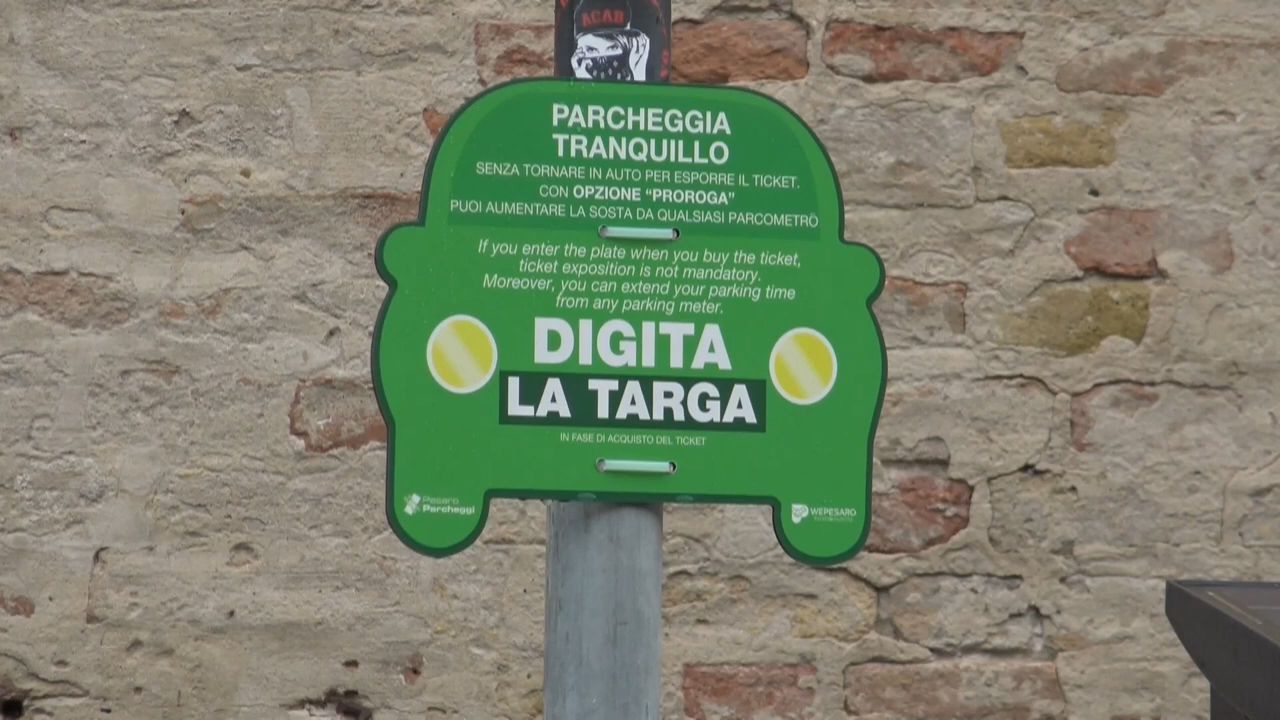 ACAB
PARCHEGGIA
TRANQUILLO
SENZA TORNARE IN AUTO PER ESPORRE IL TICKET.
CON OPZIONE “PROROGA”
PUOI AUMENTARE LA SOSTA DA QUALSIASI PARCOMETRO
If you enter the plate when you buy the ticket,
ticket exposition is not mandatory.
Moreover, you can extend your parking time
from any parking meter.
DIGITA
LA TARGA
IN FASE DI ACQUISTO DEL TICKET
Pesaro
Parcheggi
WEPESARO